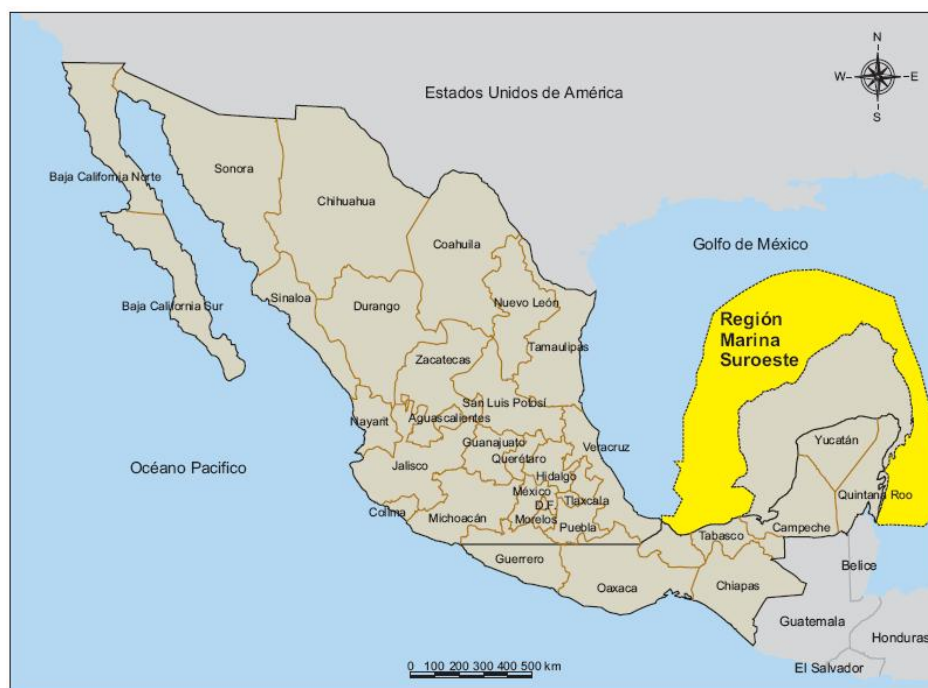 N
W
E
S
Estados Unidos de América
Sonora
Baja California Norte
Chihuahua
Coahuila
Golfo de México
Baja California Sur
Sinaloa
Durango
Nuevo León
Región
Marina
Suroeste
Tamaulipas
Zacatecas
San Luis Potosí
Nayarit
Aguascalientes
Guanajuato
Veracruz
Yucatán
Querétaro
Jalisco
Océano Pacifico
Hidalgo
México
Quintana Roo
D.F.
Tlaxcala
Colima
Michoacán
Morelos
Puebla
Campeche
Tabasco
Guerrero
Belice
Oaxaca
Chiapas
Guatemala
Honduras
El Salvador
0 100 200 300 400 500 km